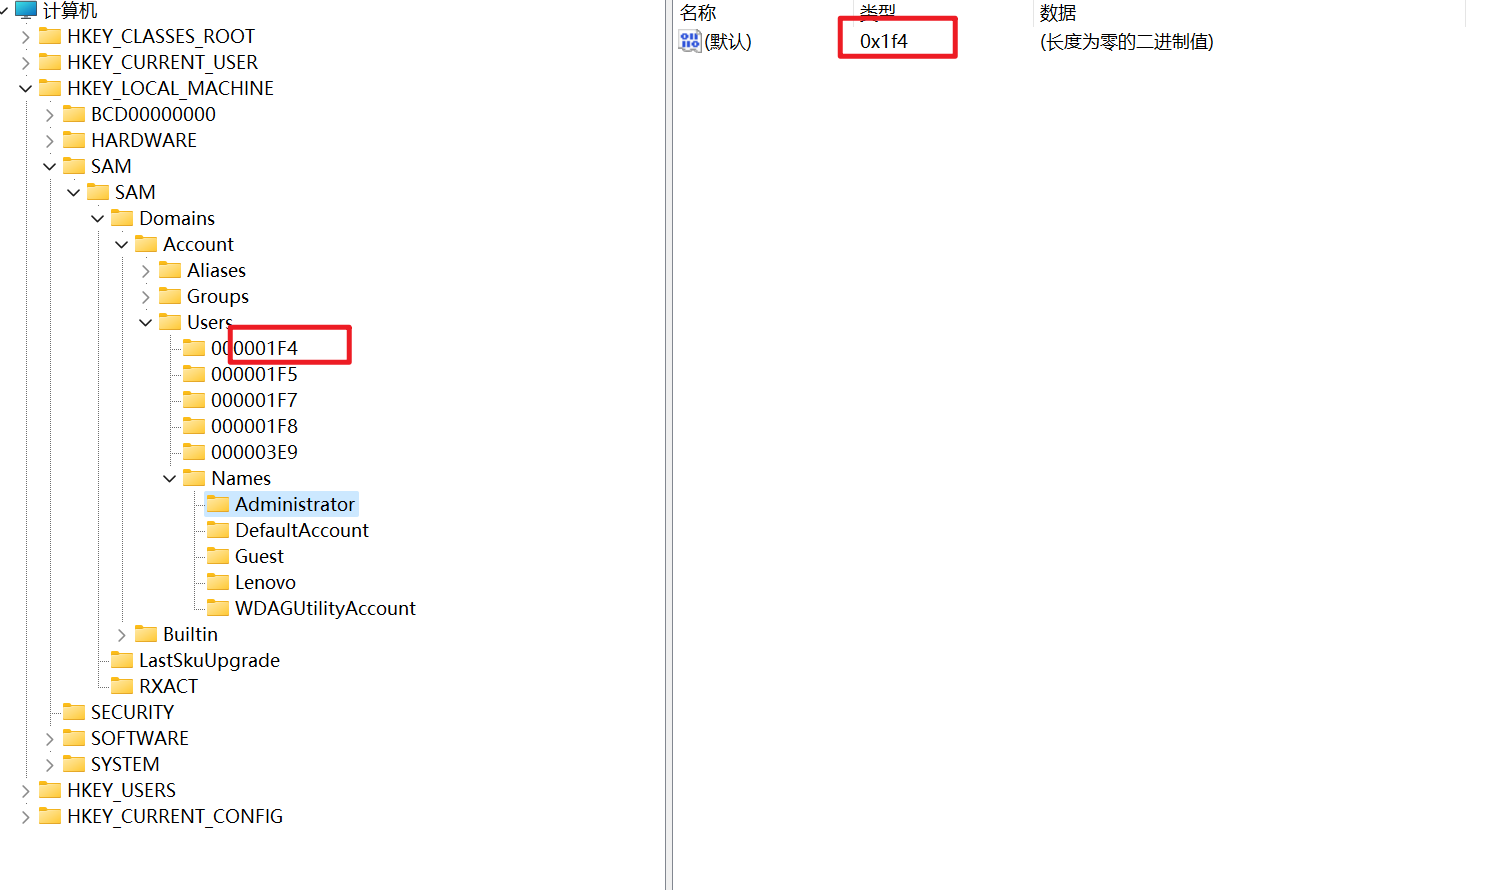 计算机
HKEY_CLASSES_ROOT
HKEY_CURRENT_USER
HKEY_LOCAL_MACHINE
BCD00000000
HARDWARE
SAM
SAM
Domains
Account
Aliases
Groups
Users
000001F4
000001F5
000001F7
000001F8
000003E9
Names
Administrator
DefaultAccount
Guest
Lenovo
WDAGUtilityAccount
Builtin
LastSkuUpgrade
RXACT
SECURITY
SOFTWARE
SYSTEM
HKEY_USERS
HKEY_CURRENT_CONFIG
名称 类型 数据
(默认) 0x1f4 (长度为零的二进制值)